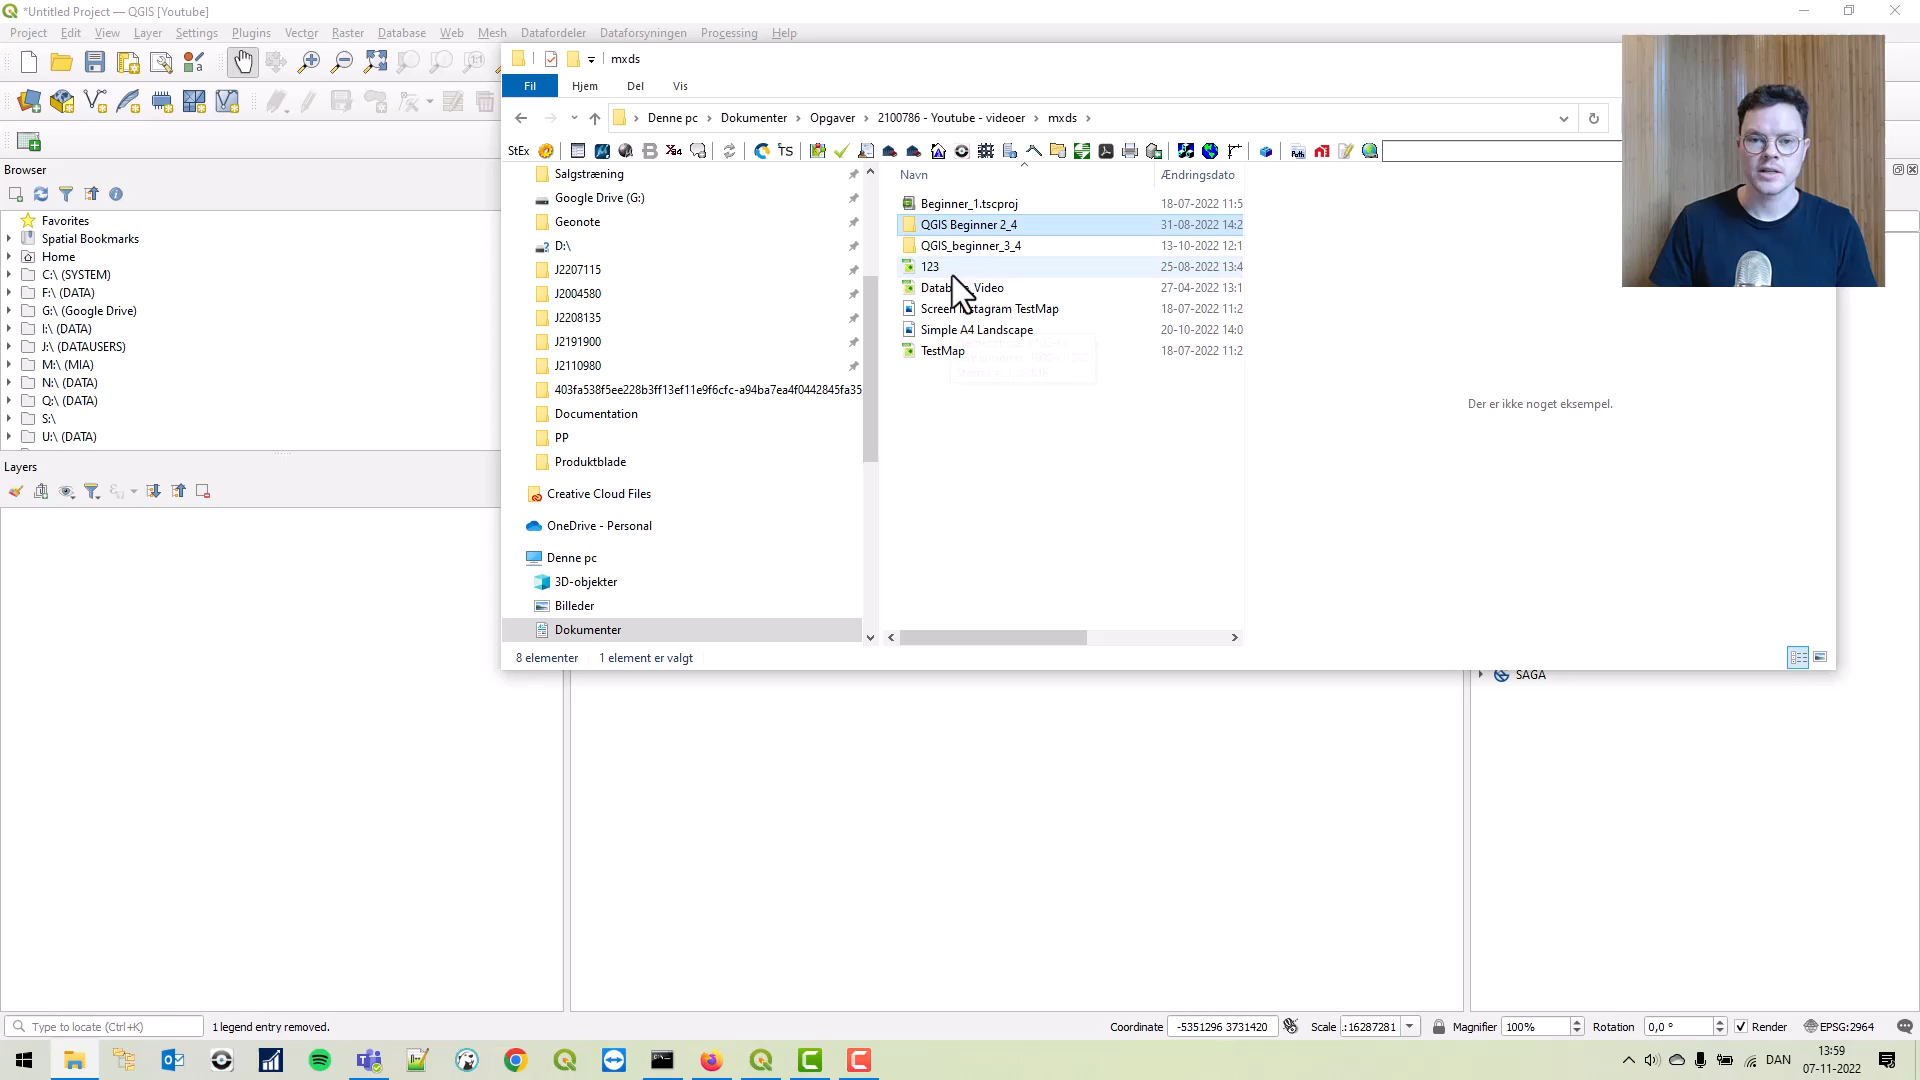 *Untitled Project — QGIS [Youtube]
Project Edit View Layer Settings Plugins Vector Raster Database Web Mesh Datafordeler Dataforsyningen Processing Help
mxds
Fil Hjem Del Vis
Denne pc Dokumenter Opgaver 2100786 - Youtube - videoer mxds
StEx TS
Browser
Favorites
Spatial Bookmarks
Home
C:\ (SYSTEM)
F:\ (DATA)
G:\ (Google Drive)
I:\ (DATA)
J:\ (DATAUSERS)
M:\ (MIA)
N:\ (DATA)
Q:\ (DATA)
S:\
U:\ (DATA)
Layers
Salgstræning
Google Drive (G:)
Geonote
D:\
J2207115
J2004580
J2208135
J2191900
J2110980
403fa538f5ee228b3ff13ef11e9f6cfc-a94ba7ea4f0442845fa35
Documentation
PP
Produktblade
Creative Cloud Files
OneDrive - Personal
Denne pc
3D-objekter
Billeder
Dokumenter
Navn Ændringsdato
Beginner_1.tscproj 18-07-2022 11:5
QGIS Beginner 2_4 31-08-2022 14:2
QGIS_beginner_3_4 13-10-2022 12:1
123 25-08-2022 13:4
Video 27-04-2022 13:1
TestMap 18-07-2022 11:2
Simple A4 Landscape 20-10-2022 14:0
TestMap 18-07-2022 11:2
Der er ikke noget eksempel.
8 elementer 1 element er valgt
SAGA
Type to locate (Ctrl+K) 1 legend entry removed.
Coordinate -5351296 3731420 Scale :16287281 Magnifier 100% Rotation 0,0 ° Render EPSG:2964
DAN
13:59
07-11-2022